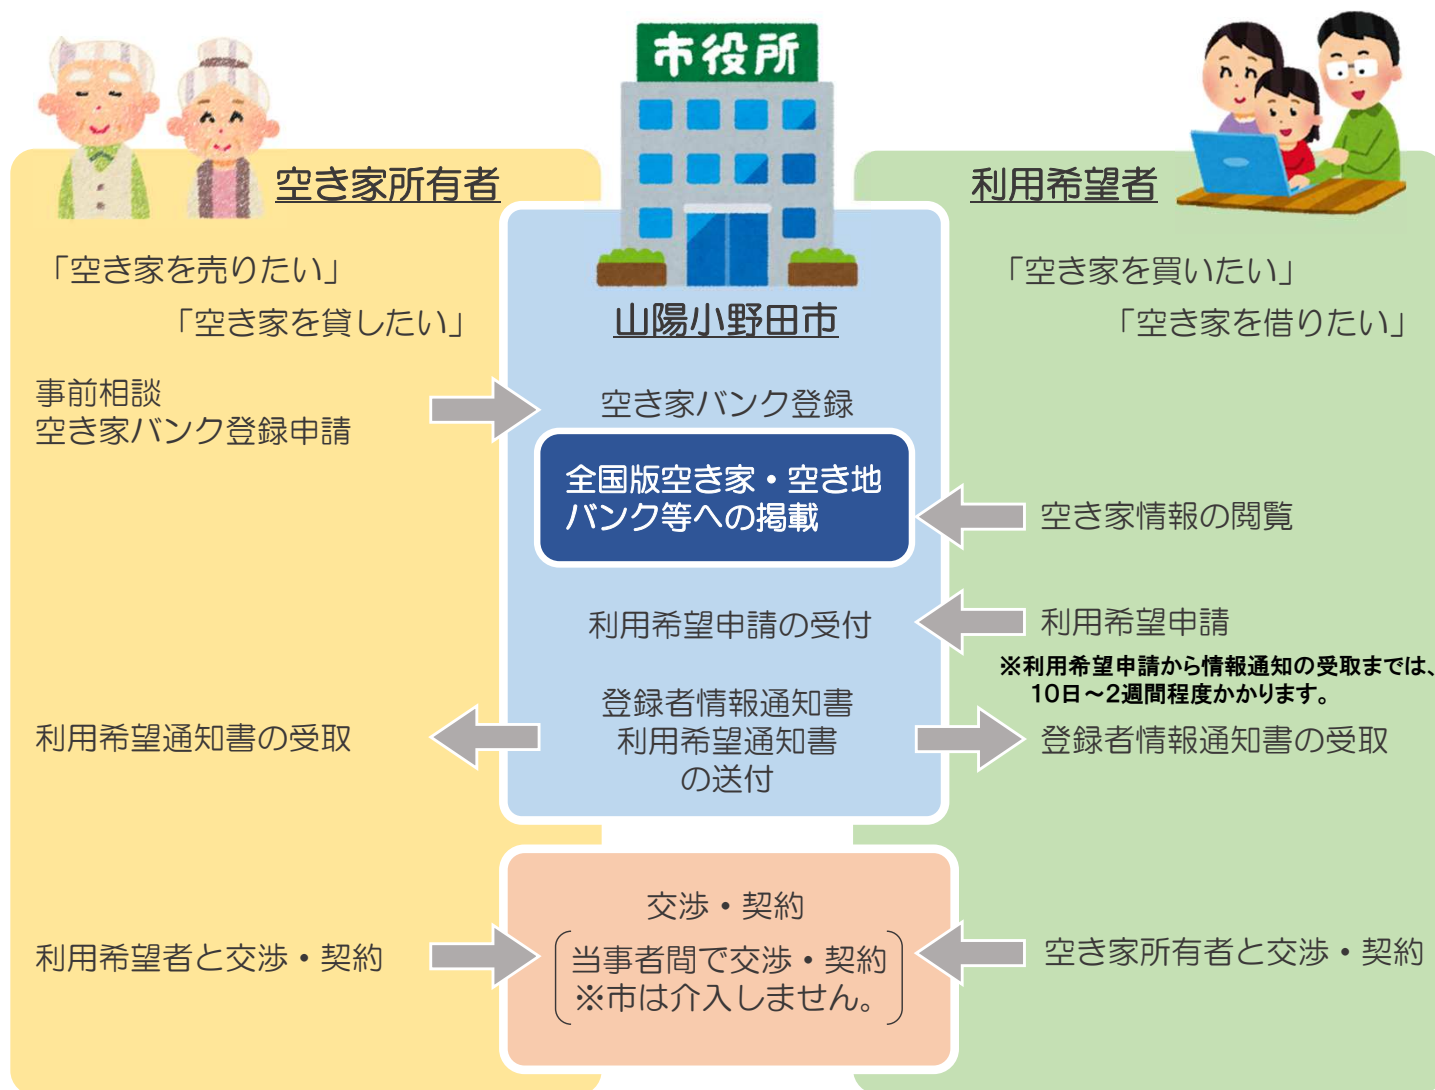 市役所
空き家所有者
利用希望者
山陽小野田市
「空き家を売りたい」
「空き家を貸したい」
「空き家を買いたい」
「空き家を借りたい」
事前相談
空き家バンク登録申請
空き家バンク登録
全国版空き家・空き地
バンク等への掲載
空き家情報の閲覧
利用希望申請の受付
利用希望申請
※利用希望申請から情報通知の受取までは、
10日～2週間程度かかります。
利用希望通知書の受取
登録者情報通知書
利用希望通知書
の送付
登録者情報通知書の受取
交渉・契約
当事者間で交渉・契約
※市は介入しません。
利用希望者と交渉・契約
空き家所有者と交渉・契約